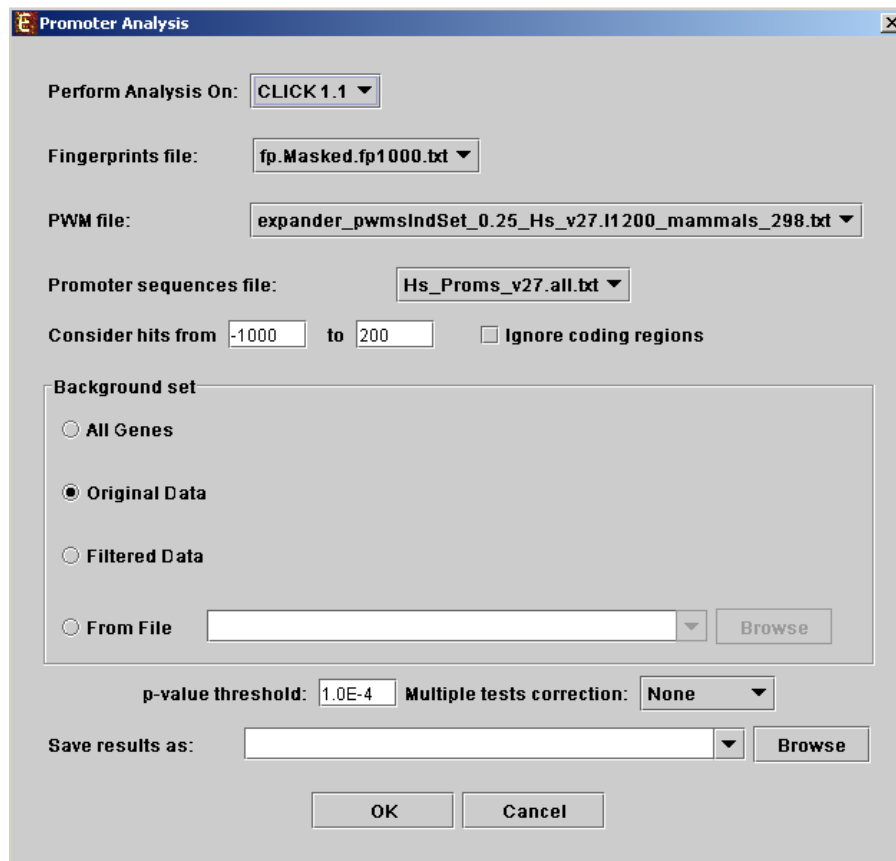 E Promoter Analysis
Perform Analysis On: CLICK 1.1
Fingerprints file: fp.Masked.fp1000.txt
PWM file: expander_pwmsIndSet_0.25_Hs_v27.l1200_mammals_298.txt
Promoter sequences file: Hs_Proms_v27.all.txt
Consider hits from -1000 to 200 Ignore coding regions
Background set
All Genes
Original Data
Filtered Data
From File Browse
p-value threshold: 1.0E-4 Multiple tests correction: None
Save results as: Browse
OK Cancel